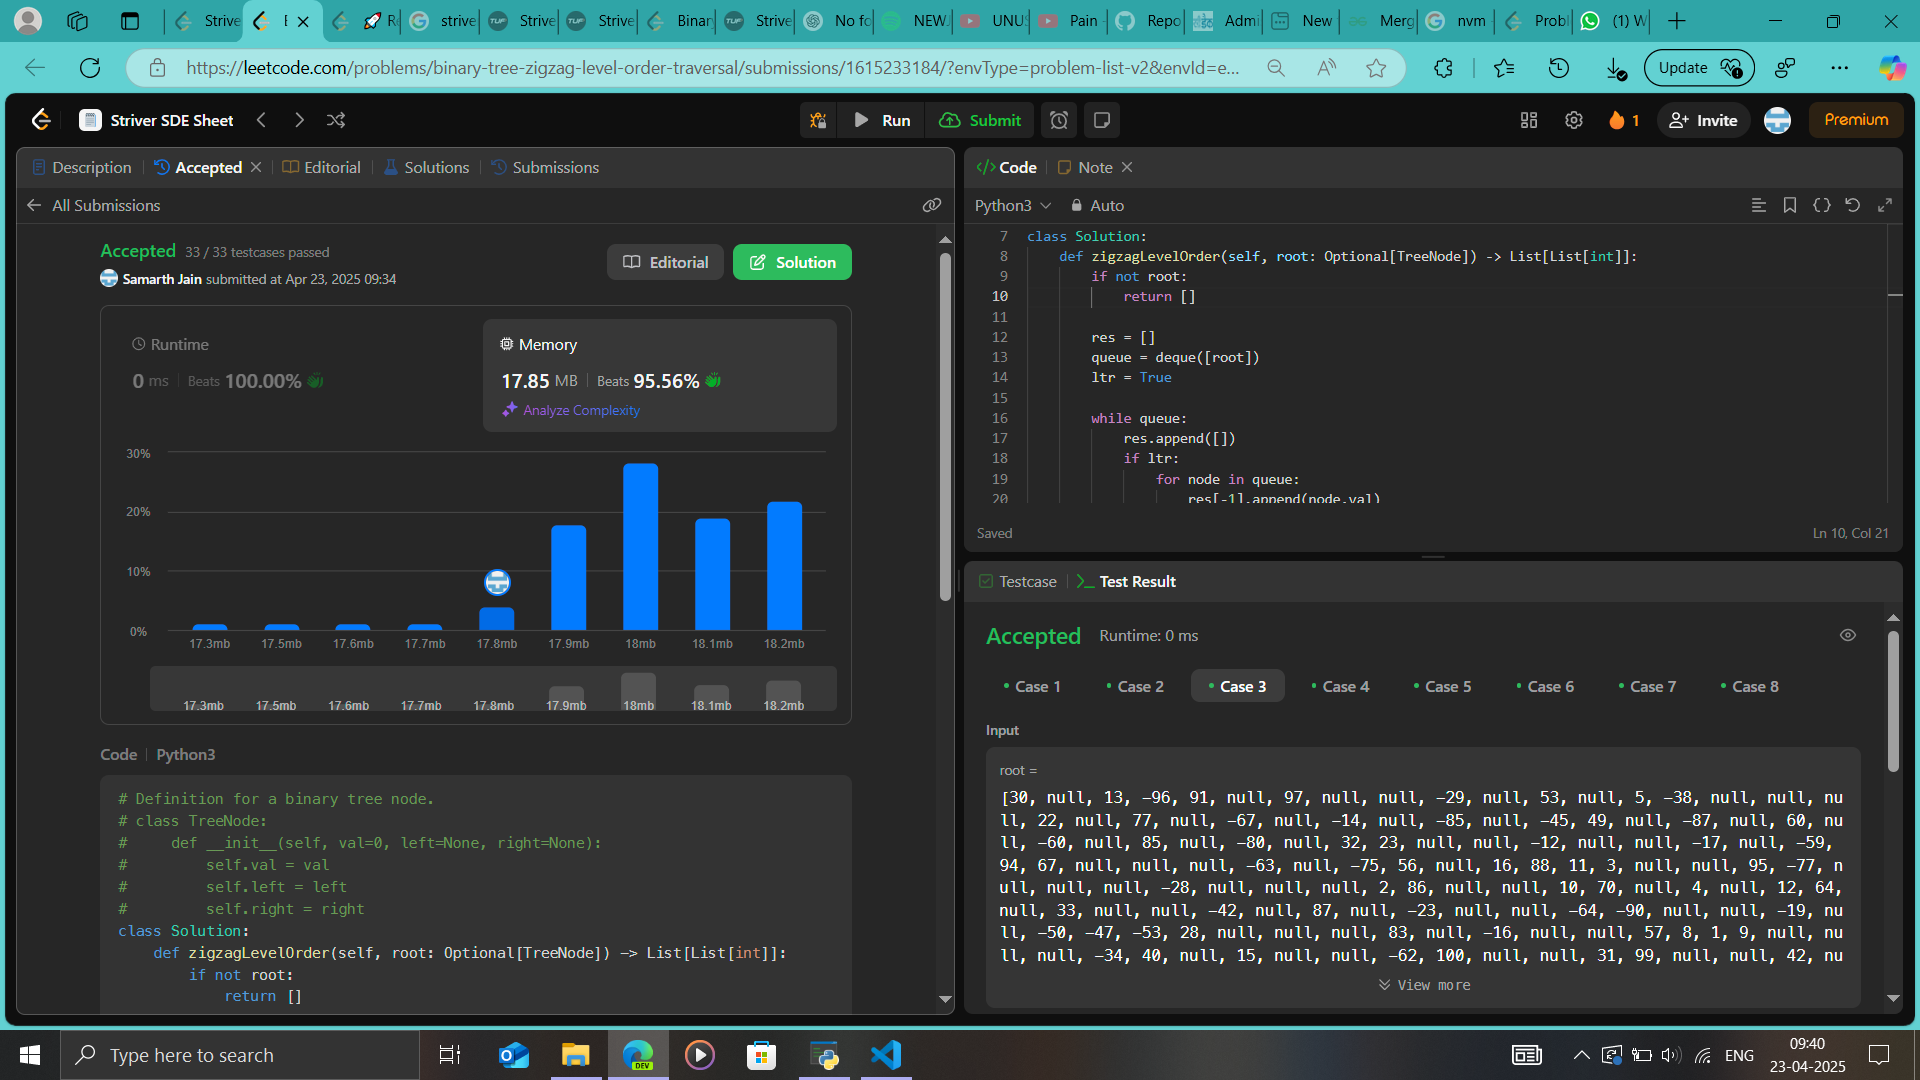 Strive
E
Re
strive
Strive
Strive
Binary
Strive
No fo
NEWJ
UNUS
Pain
Repo
Admi
New
Merg
nvm
Probl
(1) W
https://leetcode.com/problems/binary-tree-zigzag-level-order-traversal/submissions/1615233184/?envType=problem-list-v2&envId=e...
Update
Striver SDE Sheet
Run
Submit
1
Invite
Premium
Description
Accepted
Editorial
Solutions
Submissions
All Submissions
Accepted 33 / 33 testcases passed
Samarth Jain submitted at Apr 23, 2025 09:34
Editorial
Solution
Runtime
0 ms Beats 100.00%
Memory
17.85 MB Beats 95.56%
Analyze Complexity
30%
20%
10%
0%
17.3mb 17.5mb 17.6mb 17.7mb 17.8mb 17.9mb 18mb 18.1mb 18.2mb
17.3mb 17.5mb 17.6mb 17.7mb 17.8mb 17.9mb 18mb 18.1mb 18.2mb
Code Python3
# Definition for a binary tree node.
# class TreeNode:
#     def __init__(self, val=0, left=None, right=None):
#         self.val = val
#         self.left = left
#         self.right = right
class Solution:
    def zigzagLevelOrder(self, root: Optional[TreeNode]) -> List[List[int]]:
        if not root:
            return []
</> Code
Note
Python3
Auto
7 class Solution:
8     def zigzagLevelOrder(self, root: Optional[TreeNode]) -> List[List[int]]:
9         if not root:
10             return []
11
12         res = []
13         queue = deque([root])
14         ltr = True
15
16         while queue:
17             res.append([])
18             if ltr:
19                 for node in queue:
20                     res[-1].append(node.val)
Saved
Ln 10, Col 21
Testcase
Test Result
Accepted Runtime: 0 ms
Case 1
Case 2
Case 3
Case 4
Case 5
Case 6
Case 7
Case 8
Input
root =
[30, null, 13, −96, 91, null, 97, null, null, −29, null, 53, null, 5, −38, null, null, nu
ll, 22, null, 77, null, −67, null, −14, null, −85, null, −45, 49, null, −87, null, 60, nu
ll, −60, null, 85, null, −80, null, 32, 23, null, null, −12, null, null, −17, null, −59,
94, 67, null, null, null, −63, null, −75, 56, null, 16, 88, 11, 3, null, null, 95, −77, n
ull, null, null, −28, null, null, null, 2, 86, null, null, 10, 70, null, 4, null, 12, 64,
null, 33, null, null, −42, null, 87, null, −23, null, null, −64, −90, null, null, −19, nu
ll, −50, −47, −53, 28, null, null, null, 83, null, −16, null, null, 57, 8, 1, 9, null, nu
ll, null, −34, 40, null, 15, null, null, −62, 100, null, null, 31, 99, null, null, 42, nu
View more
Type here to search
DEV
ENG
09:40
23-04-2025